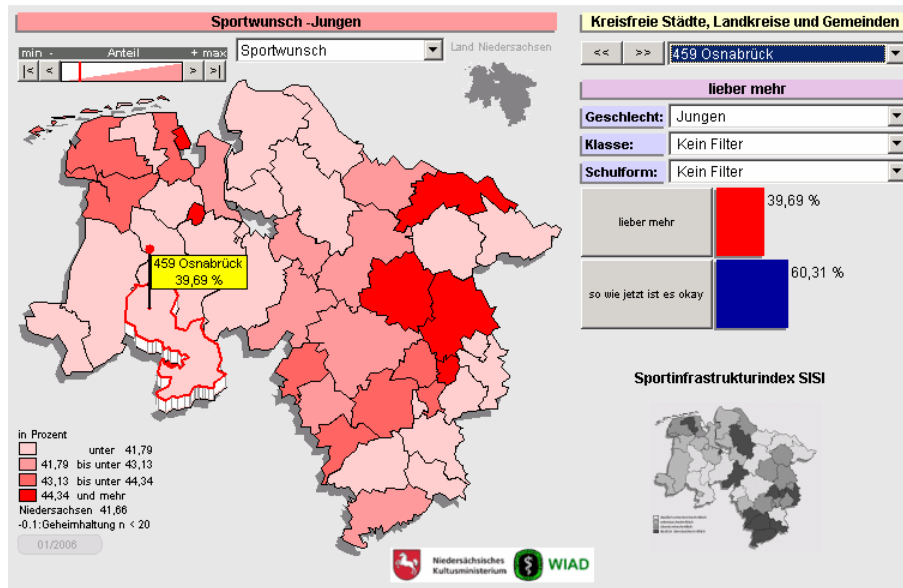 Sportwunsch -Jungen
min - Anteil + max
|< < > >|
Sportwunsch
Land Niedersachsen
Kreisfreie Städte, Landkreise und Gemeinden
<< >> 459 Osnabrück
lieber mehr
Geschlecht: Jungen
Klasse: Kein Filter
Schulform: Kein Filter
lieber mehr 39,69 %
so wie jetzt ist es okay 60,31 %
459 Osnabrück
39,69 %
Sportinfrastrukturindex SISI
in Prozent
unter 41,79
41,79 bis unter 43,13
43,13 bis unter 44,34
44,34 und mehr
Niedersachsen 41,66
-0.1:Geheimhaltung n < 20
01/2006
Niedersächsisches
Kultusministerium
WIAD